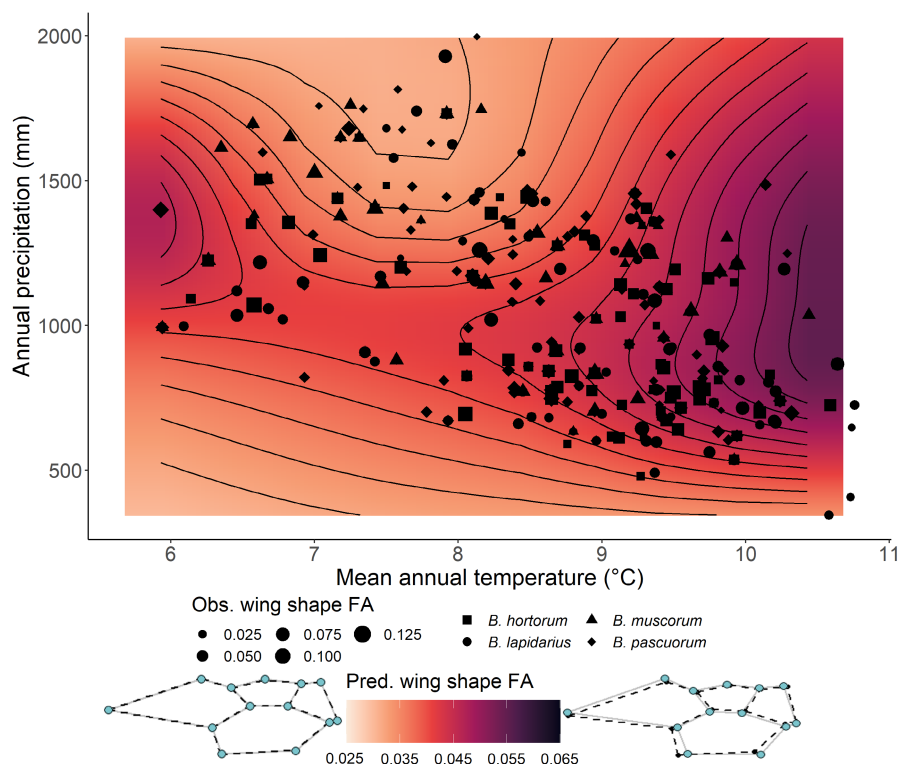 Annual precipitation (mm)
2000
1500
1000
500
6 7 8 9 10 11
Mean annual temperature (°C)
Obs. wing shape FA
0.025 0.075 0.125
0.050 0.100
B. hortorum B. muscorum
B. lapidarius B. pascuorum
Pred. wing shape FA
0.025 0.035 0.045 0.055 0.065